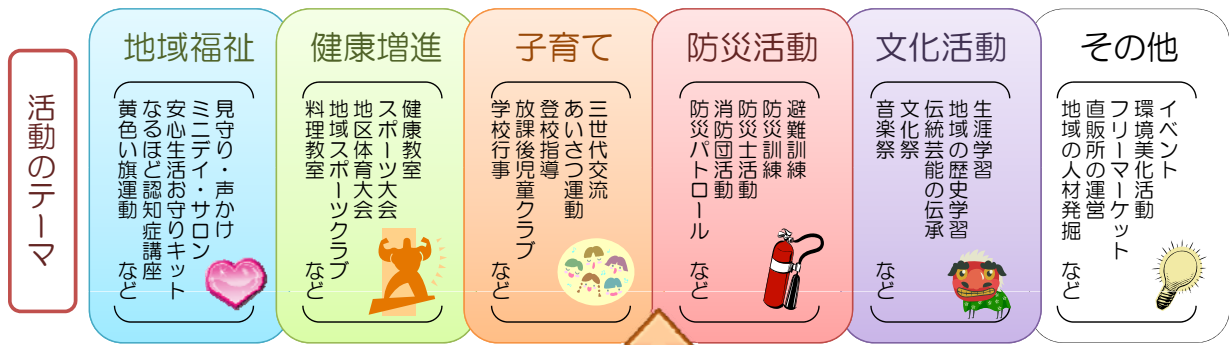 活動のテーマ
地域福祉
見守り・声かけ
ミニデイ・サロン
安心生活お守りキット
なるほど認知症講座
黄色い旗運動
など
健康増進
健康教室
スポーツ大会
地区体育大会
地域スポーツクラブ
料理教室
など
子育て
三世代交流
あいさつ運動
登校指導
放課後児童クラブ
学校行事
など
防災活動
避難訓練
防災訓練
防災士活動
消防団活動
防災パトロール
など
文化活動
生涯学習
地域の歴史学習
伝統芸能の伝承
文化祭
音楽祭
など
その他
イベント
環境美化活動
フリーマーケット
直販所の運営
地域の人材発掘
など